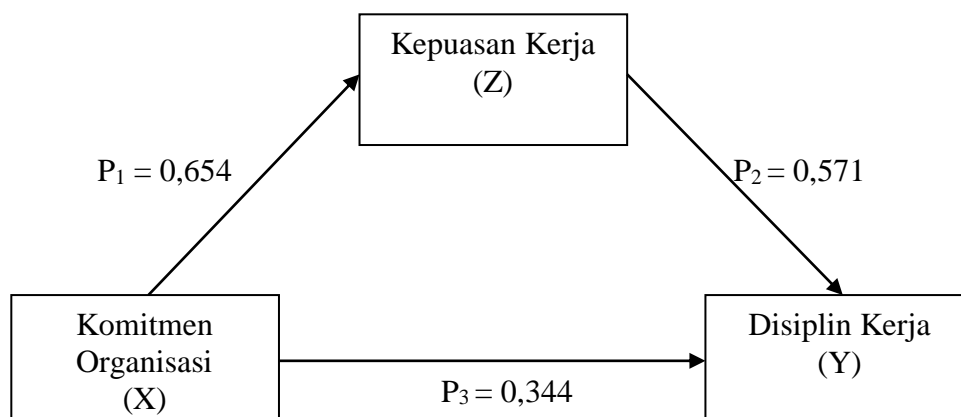 Kepuasan Kerja
(Z)
P₁ = 0,654
P₂ = 0,571
Komitmen
Organisasi
(X)
Disiplin Kerja
(Y)
P₃ = 0,344